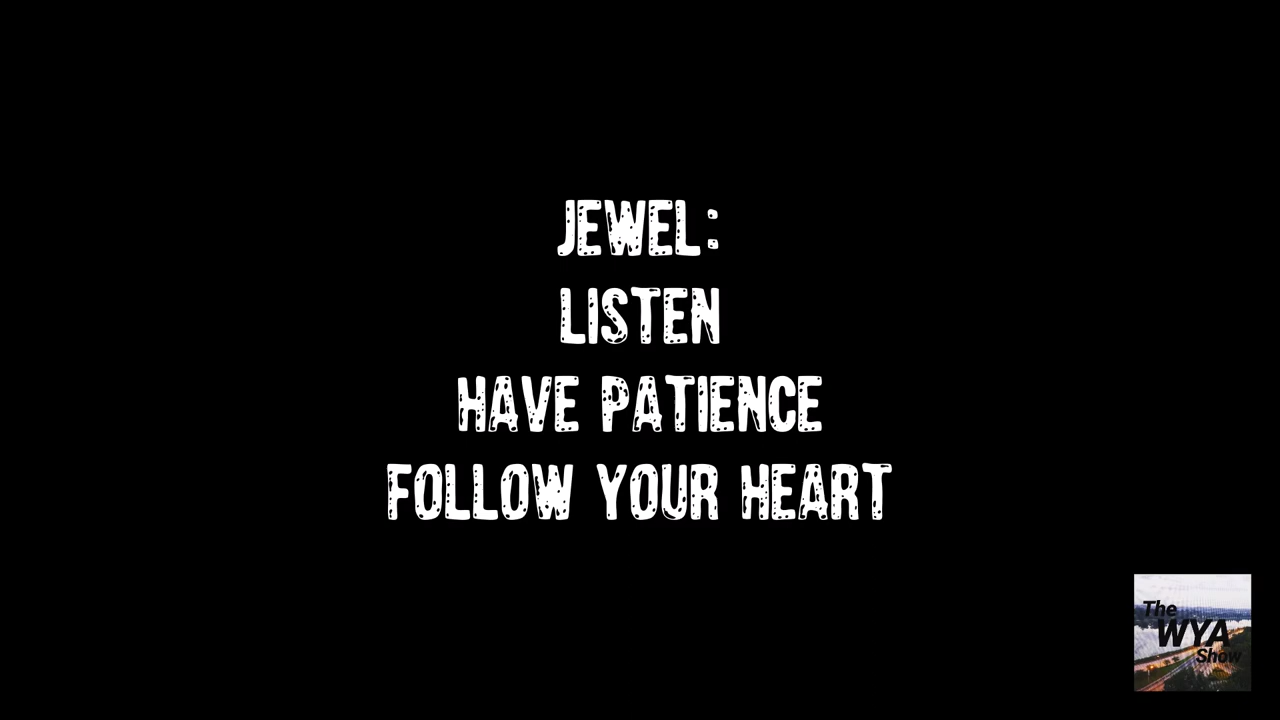 JEWEL:
LISTEN
HAVE PATIENCE
FOLLOW YOUR HEART
The
WYA
Show